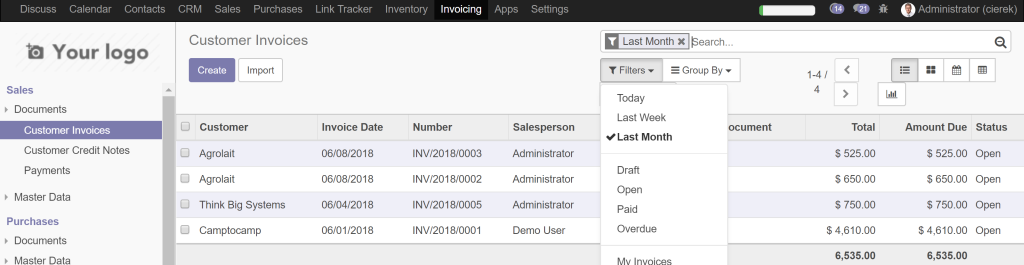 Discuss Calendar Contacts CRM Sales Purchases Link Tracker Inventory Invoicing Apps Settings 14 21 Administrator (cierek)
Your logo
Customer Invoices
Last Month Search...
Create Import
Filters Group By
1-4 / 4
Sales
Documents
Customer Invoices
Customer Credit Notes
Payments
Master Data
Purchases
Documents
Master Data
Today
Last Week
Last Month
Draft
Open
Paid
Overdue
My Invoices
Customer Invoice Date Number Salesperson ocument Total Amount Due Status
Agrolait 06/08/2018 INV/2018/0003 Administrator $ 525.00 $ 525.00 Open
Agrolait 06/08/2018 INV/2018/0002 Administrator $ 650.00 $ 650.00 Open
Think Big Systems 06/04/2018 INV/2018/0005 Administrator $ 750.00 $ 750.00 Open
Camptocamp 06/01/2018 INV/2018/0001 Demo User $ 4,610.00 $ 4,610.00 Open
6,535.00 6,535.00